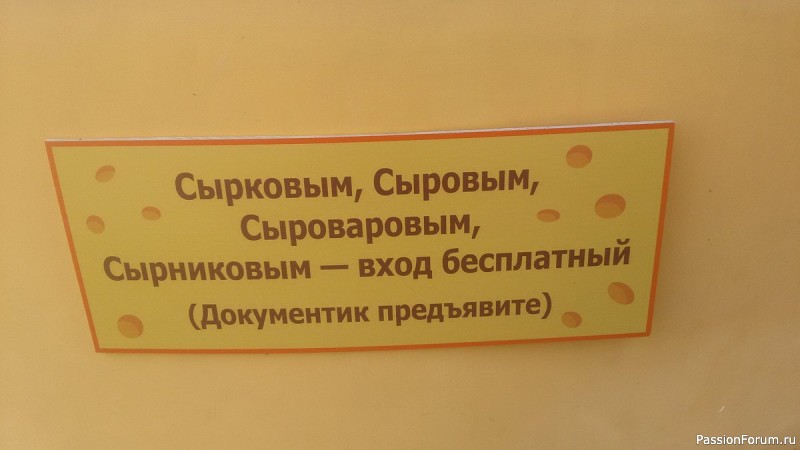 Сырковым, Сыровым,
Сыроваровым,
Сырниковым — вход бесплатный
(Документик предъявите)
PassionForum.ru